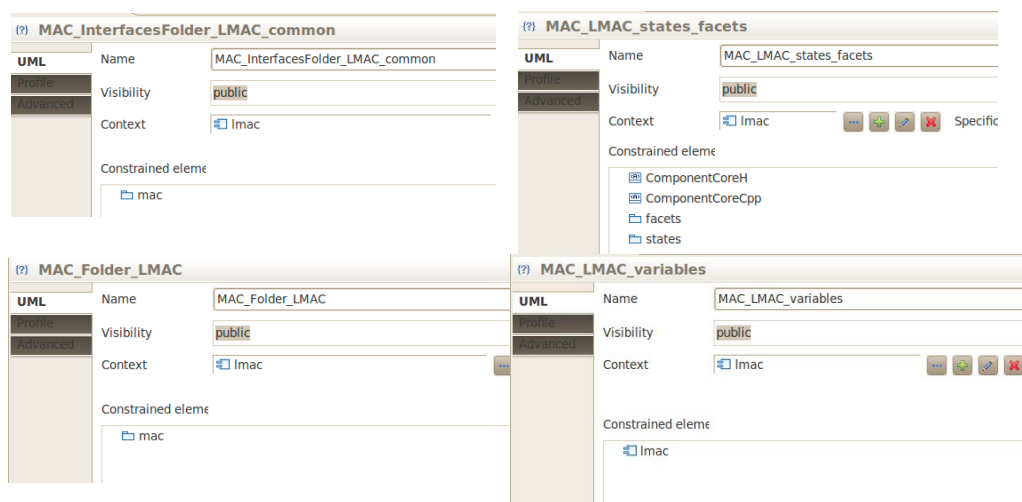 {?} MAC_InterfacesFolder_LMAC_common
UML
Profile
Advanced
Name
MAC_InterfacesFolder_LMAC_common
Visibility
public
Context
lmac
Constrained eleme
mac
{?} MAC_LMAC_states_facets
UML
Profile
Advanced
Name
MAC_LMAC_states_facets
Visibility
public
Context
lmac
Specific
Constrained eleme
ComponentCoreH
ComponentCoreCpp
facets
states
{?} MAC_Folder_LMAC
UML
Profile
Advanced
Name
MAC_Folder_LMAC
Visibility
public
Context
lmac
Constrained eleme
mac
{?} MAC_LMAC_variables
UML
Profile
Advanced
Name
MAC_LMAC_variables
Visibility
public
Context
lmac
Constrained eleme
lmac